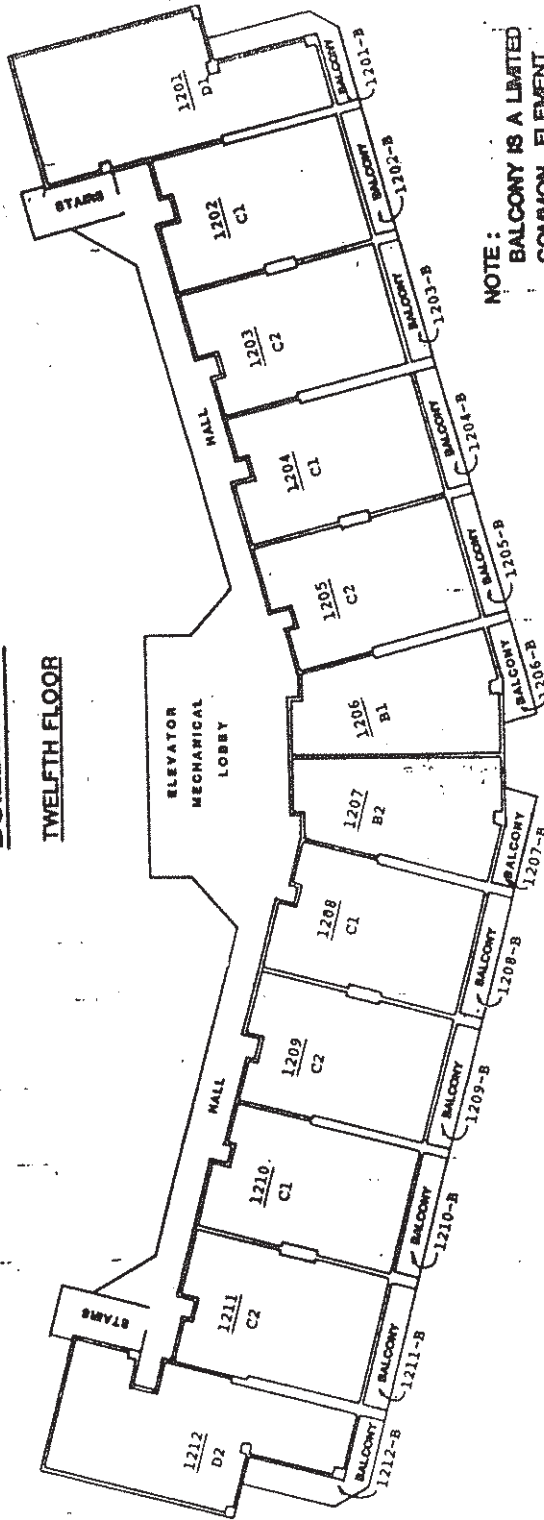 TWELFTH FLOOR
ELEVATOR
MECHANICAL
LOBBY
STAIRS
HALL
HALL
STAIRS
1212
D2
1211
C2
1210
C1
1209
C2
1208
C1
1207
B2
1206
B1
1205
C2
1204
C1
1203
C2
1202
C1
1201
D1
BALCONY
1212-B
BALCONY
1211-B
BALCONY
1210-B
BALCONY
1209-B
BALCONY
1208-B
BALCONY
1207-B
BALCONY
1206-B
BALCONY
1205-B
BALCONY
1204-B
BALCONY
1203-B
BALCONY
1202-B
BALCONY
1201-B
NOTE:
BALCONY IS A LIMITED
COMMON ELEMENT